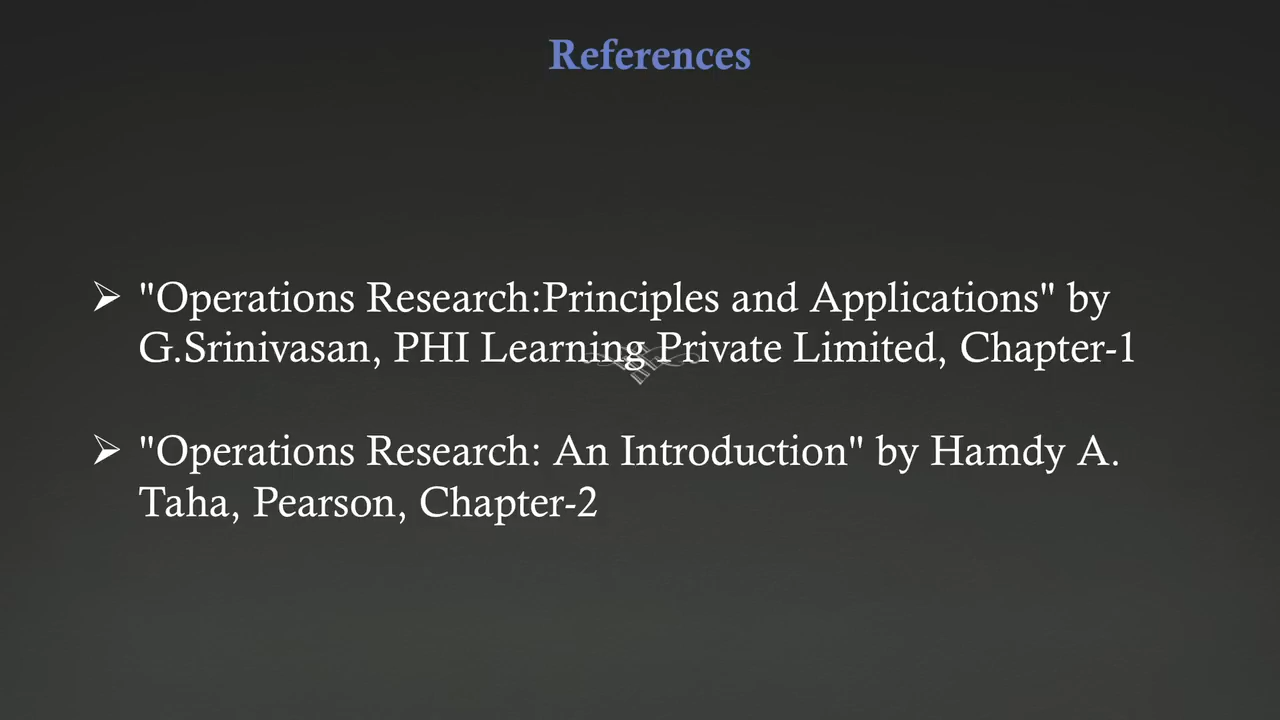 References
➢ "Operations Research:Principles and Applications" by
G.Srinivasan, PHI Learning Private Limited, Chapter-1
➢ "Operations Research: An Introduction" by Hamdy A.
Taha, Pearson, Chapter-2